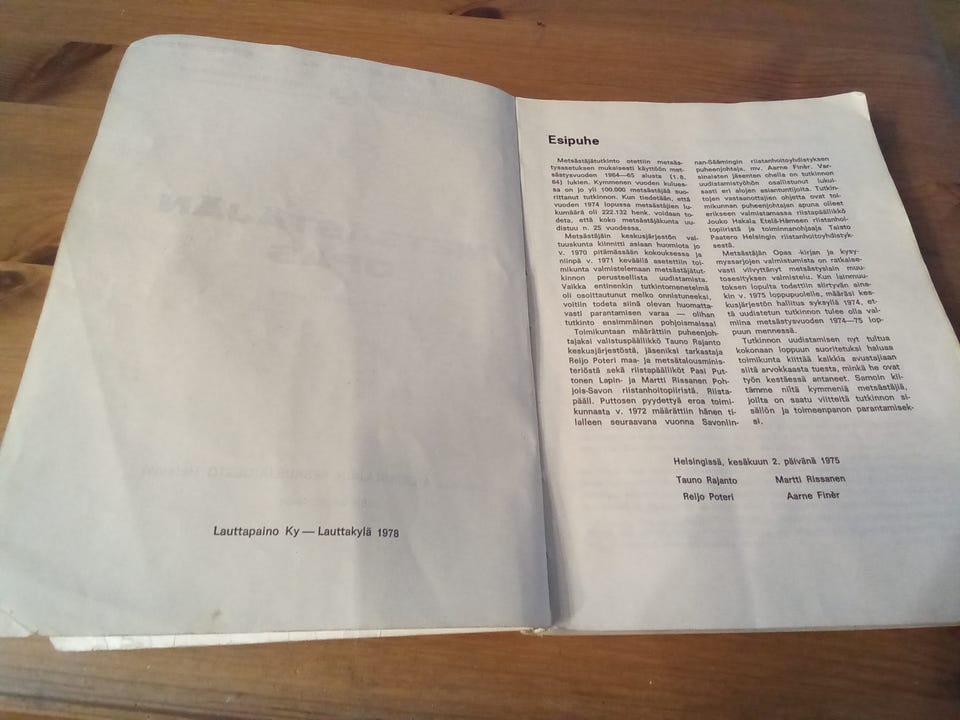 Lauttapaino Ky — Lauttakylä 1978
Esipuhe
Metsästäjätutkinto otettiin metsäs-
tysasetuksen mukaisesti käyttöön met-
sästysvuoden 1964—65 alusta (1. 8.
64) lukien. Kymmenen vuoden kulues-
sa on jo yli 100.000 metsästäjää suo-
rittanut tutkinnon. Kun tiedetään, että
vuoden 1974 lopussa metsästäjien lu-
kumäärä oli 222.132 henk. voidaan to-
deta, että koko metsästäjäkunta uu-
distuu n. 25 vuodessa.
Metsästäjäin keskusjärjestön val-
tuuskunta kiinnitti asiaan huomiota jo
v. 1970 pitämässään kokouksessa ja
niinpä v. 1971 keväällä asetettiin toi-
mikunta valmistelemaan metsästäjätut-
kinnon perusteellista uudistamista.
Vaikka entinenkin tutkintomenetelmä
oli osoittautunut melko onnistuneeksi,
voitiin todeta siinä olevan huomatta-
vasti parantamisen varaa — olihan
tutkinto ensimmäinen pohjoismaissa!
Toimikuntaan määrättiin puheenjoh-
tajaksi valistuspäällikkö Tauno Rajanto
keskusjärjestöstä, jäseniksi tarkastaja
Reijo Poteri maa- ja metsätalousminis-
teriöstä sekä riistapäälliköt Pasi Put-
tonen Lapin- ja Martti Rissanen Poh-
jois-Savon riistanhoitopiiristä. Riista-
pääll. Puttosen pyydettyä eroa toimi-
kunnasta v. 1972 määrättiin hänen ti-
lalleen seuraavana vuonna Savonlin-
nan-Säämingin riistanhoitoyhdistyksen
puheenjohtaja, mv. Aarne Finèr. Var-
sinaisten jäsenten ohella on tutkinnon
uudistamistyöhön osallistunut lukui-
sasti eri alojen asiantuntijoita. Tutkin-
tojen vastaanottajien ohjetta ovat toi-
mikunnan puheenjohtajan apuna olleet
erikseen valmistamassa riistapäällikkö
Jouko Hakala Etelä-Hämeen riistanhoi-
topiiristä ja toiminnanohjaaja Taisto
Paatero Helsingin riistanhoitoyhdistyk-
sestä.
Metsästäjän Opas -kirjan ja kysy-
myssarjojen valmistumista on ratkaise-
vasti viivyttänyt metsästyslain muu-
tosesityksen valmistelu. Kun lainmuu-
toksen lopulta todettiin siirtyvän aina-
kin v. 1975 loppupuolelle, määräsi kes-
kusjärjestön hallitus syksyllä 1974, et-
tä uudistetun tutkinnon tulee olla val-
miina metsästysvuoden 1974—75 lop-
puun mennessä.
Tutkinnon uudistamisen nyt tultua
kokonaan loppuun suoritetuksi haluaa
toimikunta kiittää kaikkia avustajiaan
siitä arvokkaasta tuesta, minkä he ovat
työn kestäessä antaneet. Samoin kii-
tämme niitä kymmeniä metsästäjiä,
joilta on saatu viitteitä tutkinnon si-
sällön ja toimeenpanon parantamisek-
si.
Helsingissä, kesäkuun 2. päivänä 1975
Tauno Rajanto Martti Rissanen
Reijo Poteri Aarne Finèr